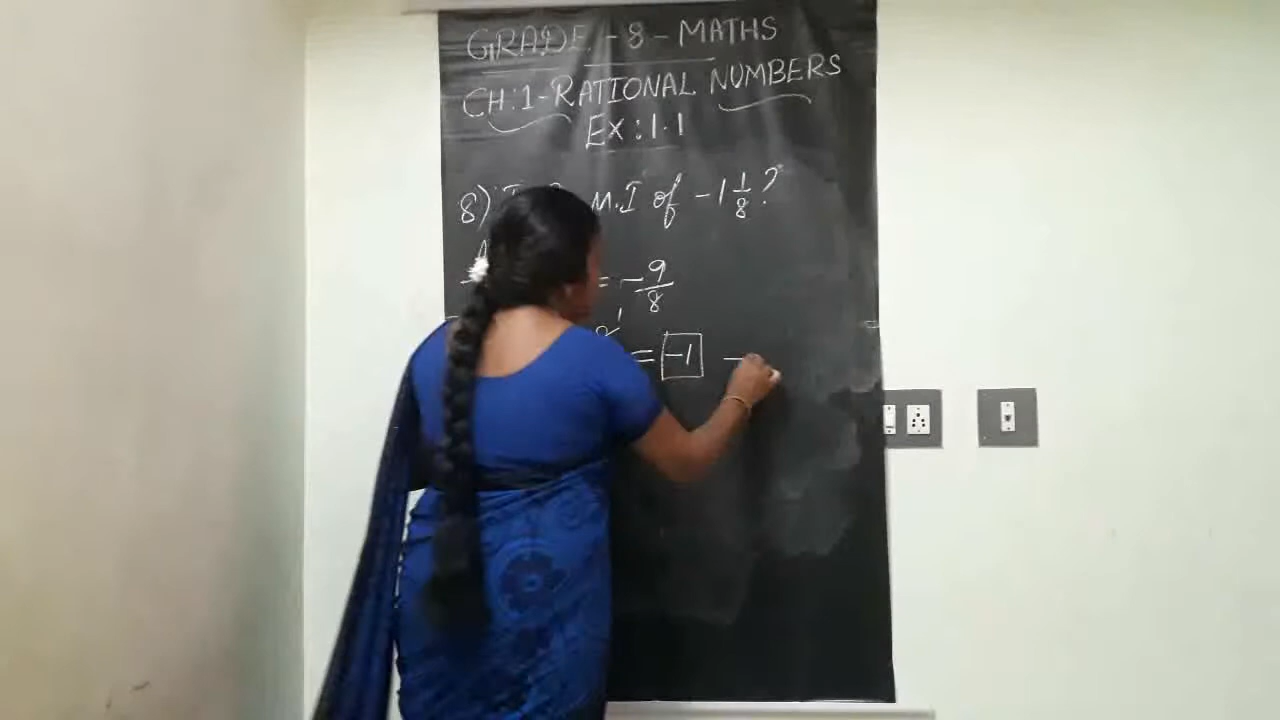 GRADE - 8 - MATHS
CH:1-RATIONAL NUMBERS
EX:1.1
8) M.I of -1 1/8 ?
= -9/8
= -1 -